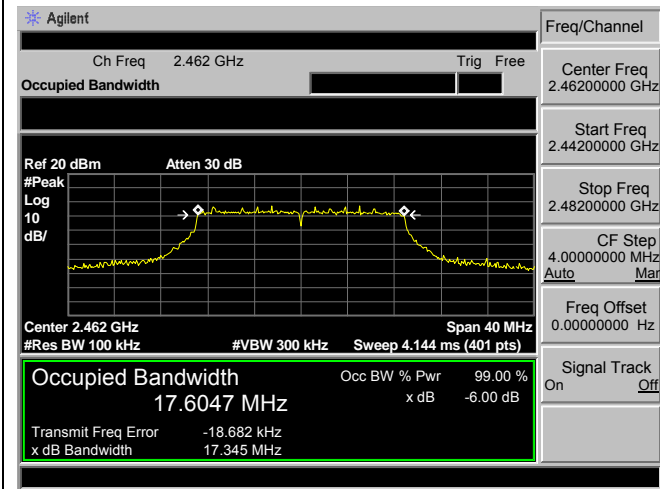 Agilent
Freq/Channel
Ch Freq 2.462 GHz Trig Free
Occupied Bandwidth
Center Freq
2.46200000 GHz
Start Freq
2.44200000 GHz
Stop Freq
2.48200000 GHz
CF Step
4.00000000 MHz
Auto Mar
Freq Offset
0.00000000 Hz
Signal Track
On Off
Ref 20 dBm Atten 30 dB
#Peak
Log
10
dB/
Center 2.462 GHz Span 40 MHz
#Res BW 100 kHz #VBW 300 kHz Sweep 4.144 ms (401 pts)
Occupied Bandwidth Occ BW % Pwr 99.00 %
17.6047 MHz x dB -6.00 dB
Transmit Freq Error -18.682 kHz
x dB Bandwidth 17.345 MHz